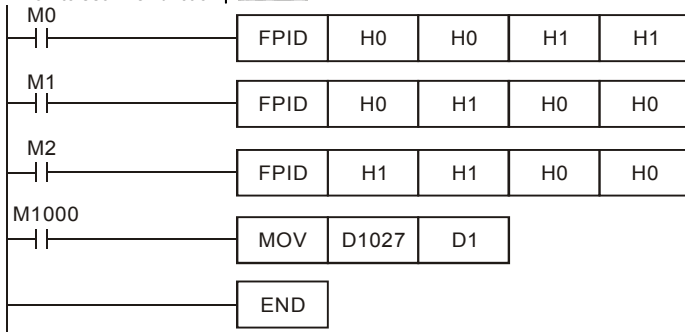 M0
FPID H0 H0 H1 H1
M1
FPID H0 H1 H0 H0
M2
FPID H1 H1 H0 H0
M1000
MOV D1027 D1
END